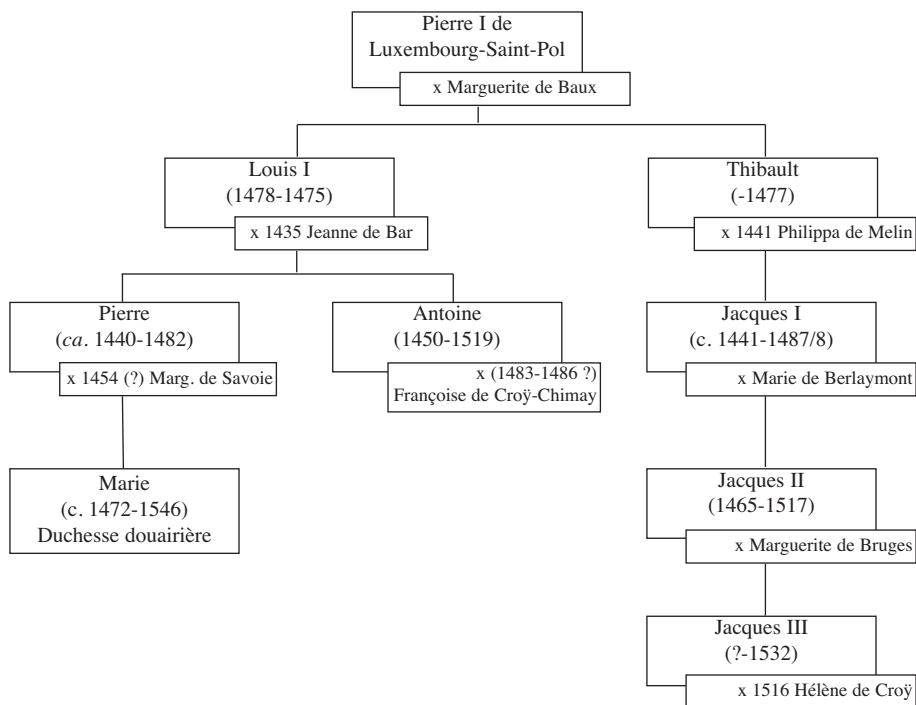 Pierre I de
Luxembourg-Saint-Pol
x Marguerite de Baux
Louis I
(1478-1475)
x 1435 Jeanne de Bar
Thibault
(-1477)
x 1441 Philippa de Melin
Pierre
(ca. 1440-1482)
x 1454 (?) Marg. de Savoie
Antoine
(1450-1519)
x (1483-1486 ?)
Françoise de Croÿ-Chimay
Jacques I
(c. 1441-1487/8)
x Marie de Berlaymont
Marie
(c. 1472-1546)
Duchesse douairière
Jacques II
(1465-1517)
x Marguerite de Bruges
Jacques III
(?-1532)
x 1516 Hélène de Croÿ